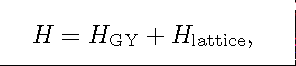 H = H_GY + H_lattice,